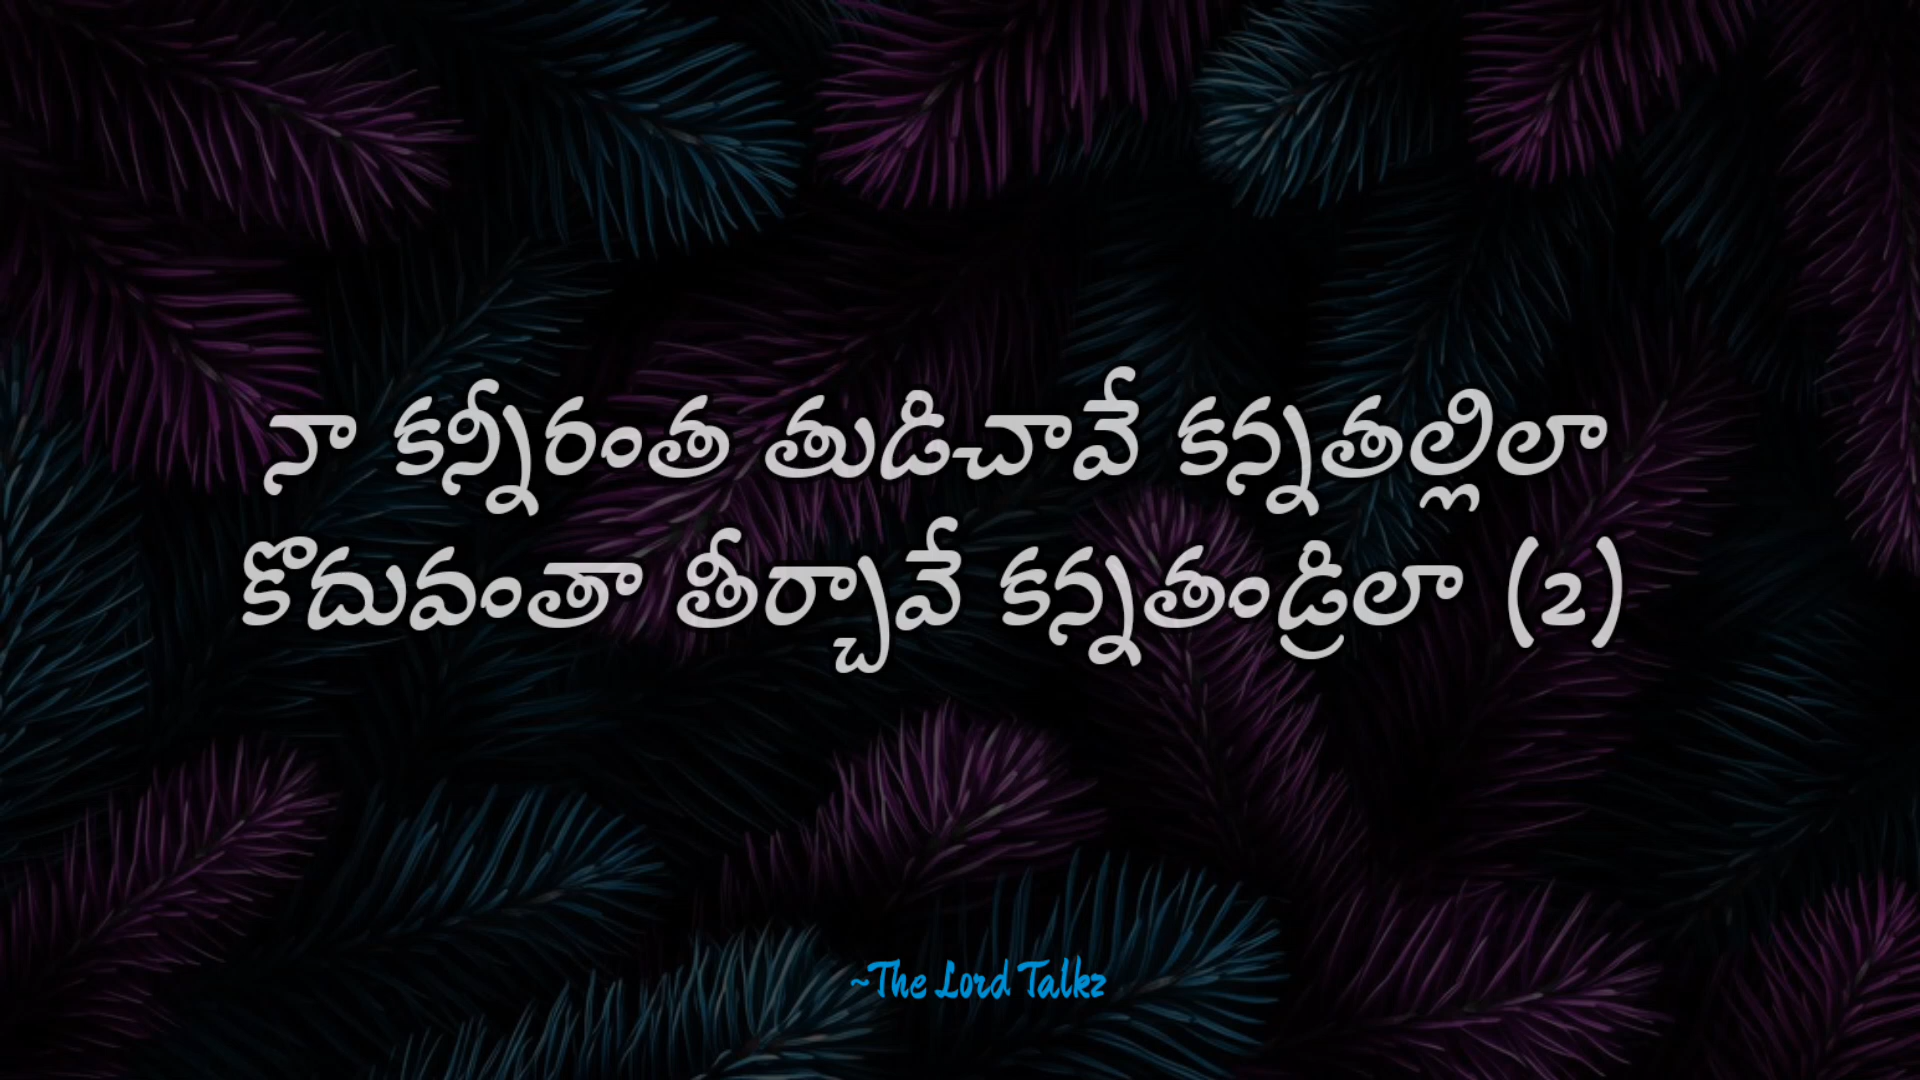 నా కన్నీరంత తుడిచావే కన్నతల్లిలా
కొదువంతా తీర్చావే కన్నతండ్రిలా (2)
~The Lord Talkz